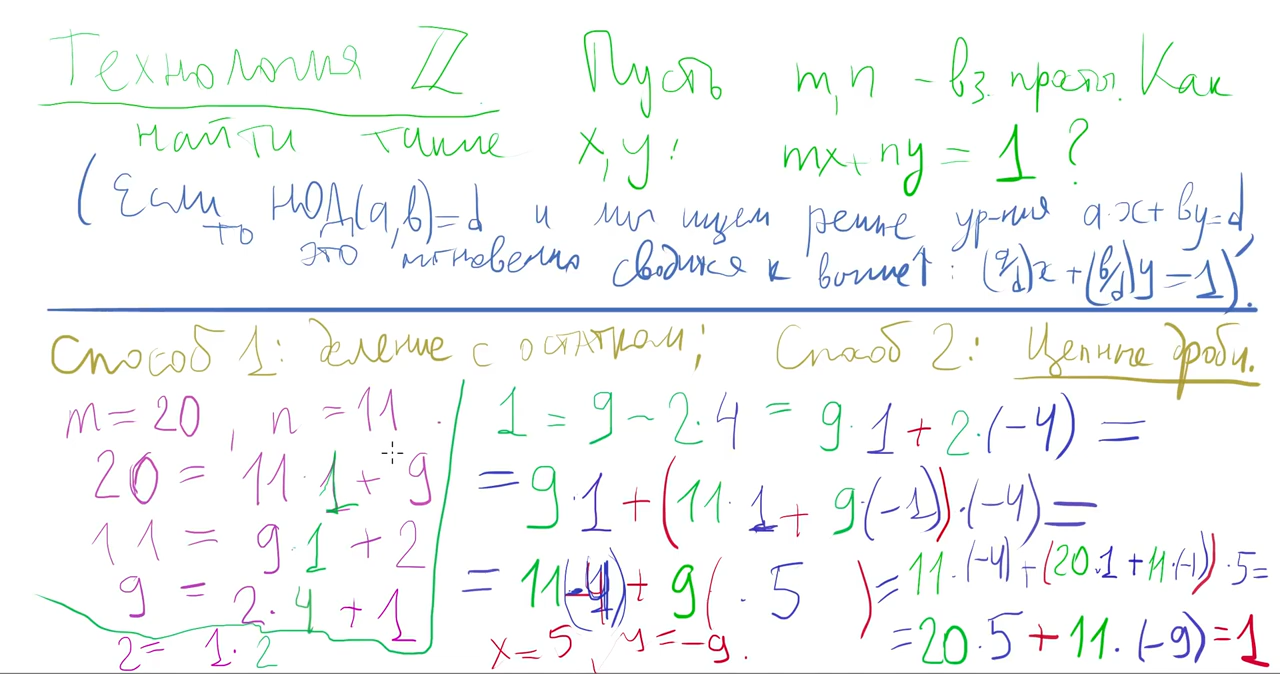 Технология ℤ Пусть m, n - вз. прость. Как
найти такие x, y: mx + ny = 1 ?
(Если НОД(a, b) = d и мы ищем решние ур-ния a·x + by = d,
то это мгновенно сводится к выше↑: (a/d)x + (b/d)y = 1).
Способ 1: деление с остатком; Способ 2: Цепные дроби.
m = 20, n = 11.
20 = 11·1 + 9
11 = 9·1 + 2
9 = 2·4 + 1
2 = 1·2
1 = 9 - 2·4 = 9·1 + 2·(-4) =
= 9·1 + (11·1 + 9·(-1))·(-4) =
= 11(-4) + 9( ·5 ) = 11·(-4) + (20·1 + 11·(-1))·5 =
= 20·5 + 11·(-9) = 1
x = 5, y = -9.